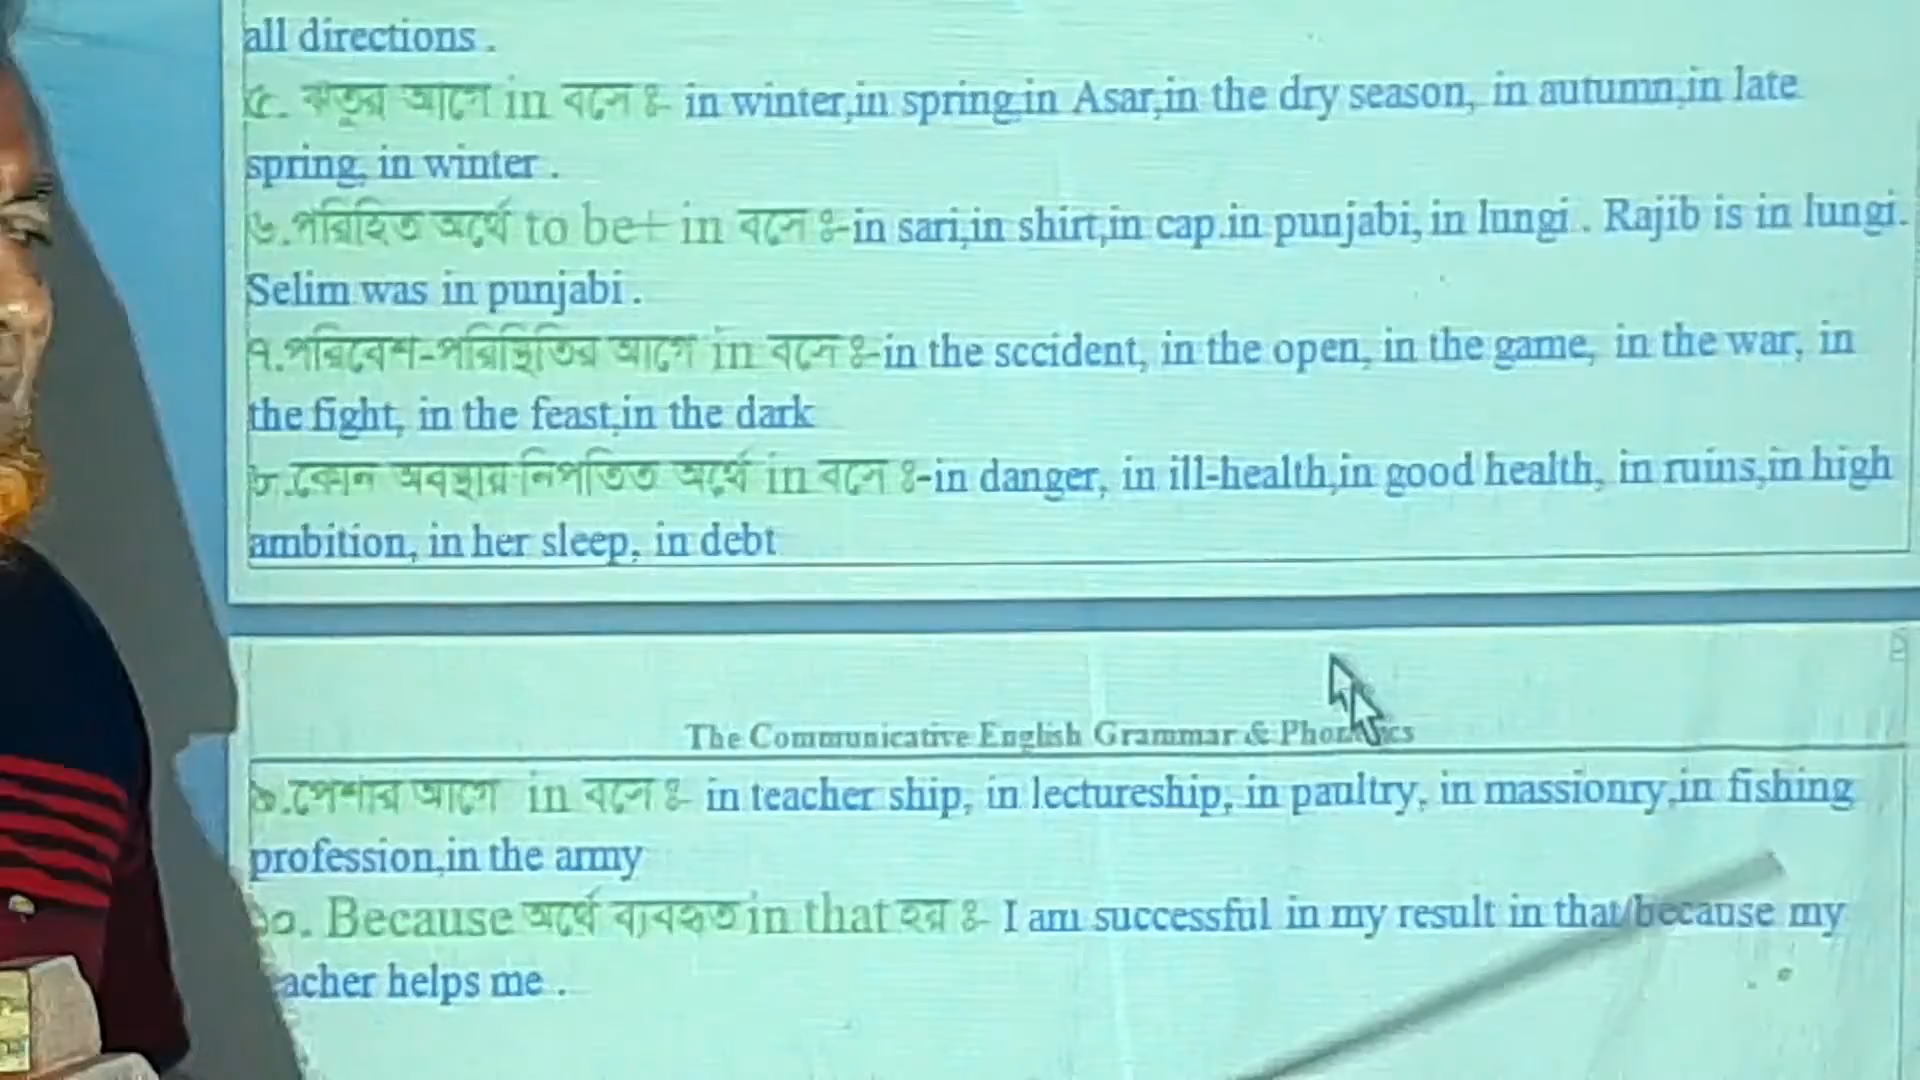 all directions .
৫. ঋতুর আগে in বসে ঃ- in winter,in spring,in Asar,in the dry season, in autumn,in late
spring, in winter .
৬.পরিহিত অর্থে to be+ in বসে ঃ-in sari,in shirt,in cap.in punjabi, in lungi . Rajib is in lungi.
Selim was in punjabi .
৭.পরিবেশ-পরিস্থিতির আগে in বসে ঃ-in the sccident, in the open, in the game, in the war, in
the fight, in the feast,in the dark
৮.কোন অবস্থায় নিপতিত অর্থে in বসে ঃ-in danger, in ill-health,in good health, in ruins,in high
ambition, in her sleep, in debt
The Communicative English Grammar & Phonetics
৯.পেশার আগে in বসে ঃ- in teacher ship, in lectureship, in paultry, in massionry,in fishing
profession,in the army
১০. Because অর্থে ব্যবহৃত in that হয় ঃ- I am successful in my result in that/because my
acher helps me .